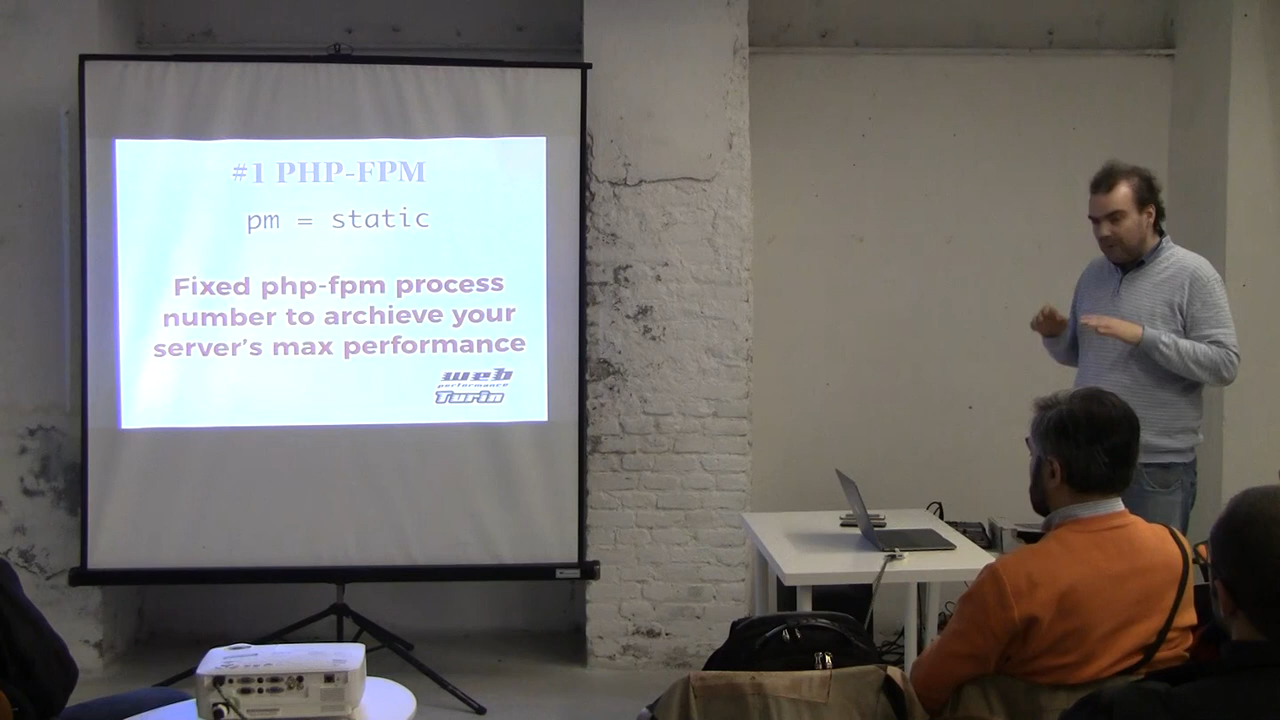 #1 PHP-FPM
pm = static
Fixed php-fpm process
number to archieve your
server's max performance
web
performance
Turin